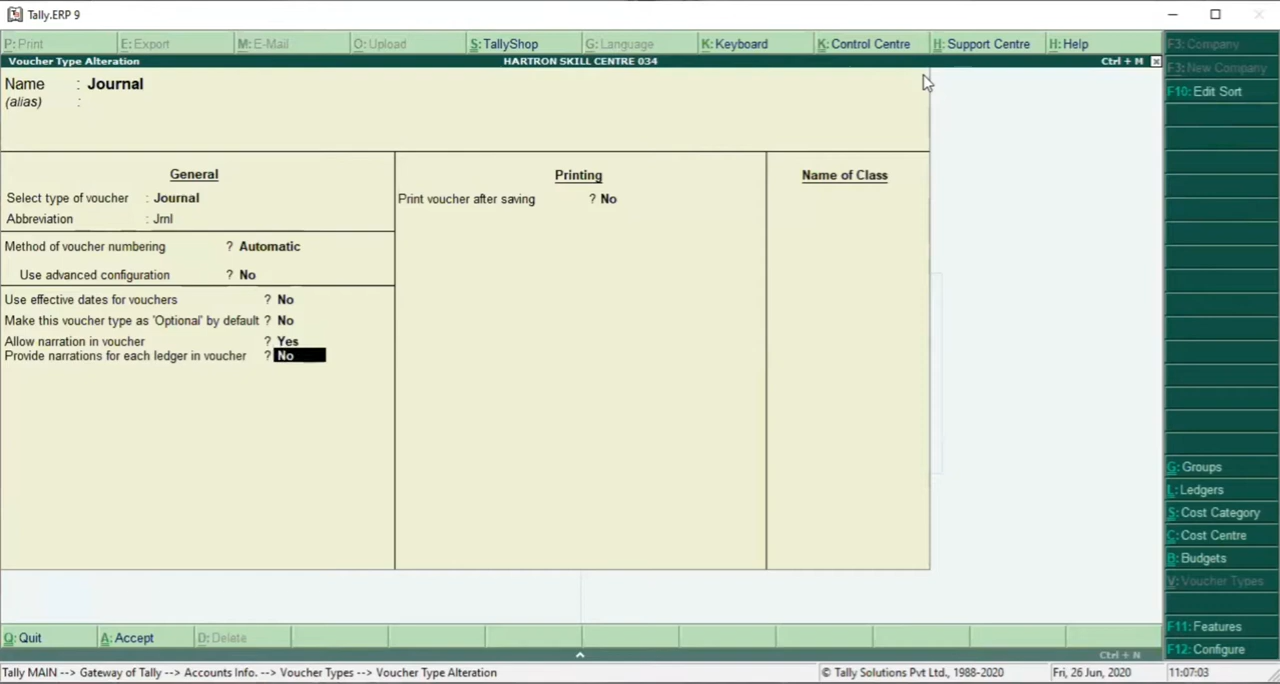 Tally.ERP 9
P: Print E: Export M: E-Mail O: Upload S: TallyShop G: Language K: Keyboard K: Control Centre H: Support Centre H: Help
F3: Company
Voucher Type Alteration HARTRON SKILL CENTRE 034 Ctrl + M
F3: New Company
Name : Journal
F10: Edit Sort
(alias) :
General Printing Name of Class
Select type of voucher : Journal Print voucher after saving ? No
Abbreviation : Jrnl
Method of voucher numbering ? Automatic
Use advanced configuration ? No
Use effective dates for vouchers ? No
Make this voucher type as 'Optional' by default ? No
Allow narration in voucher ? Yes
Provide narrations for each ledger in voucher ? No
G: Groups
L: Ledgers
S: Cost Category
C: Cost Centre
B: Budgets
V: Voucher Types
F11: Features
Q: Quit A: Accept D: Delete
F12: Configure
Ctrl + N
Tally MAIN --> Gateway of Tally --> Accounts Info. --> Voucher Types --> Voucher Type Alteration © Tally Solutions Pvt Ltd., 1988-2020 Fri, 26 Jun, 2020 11:07:03